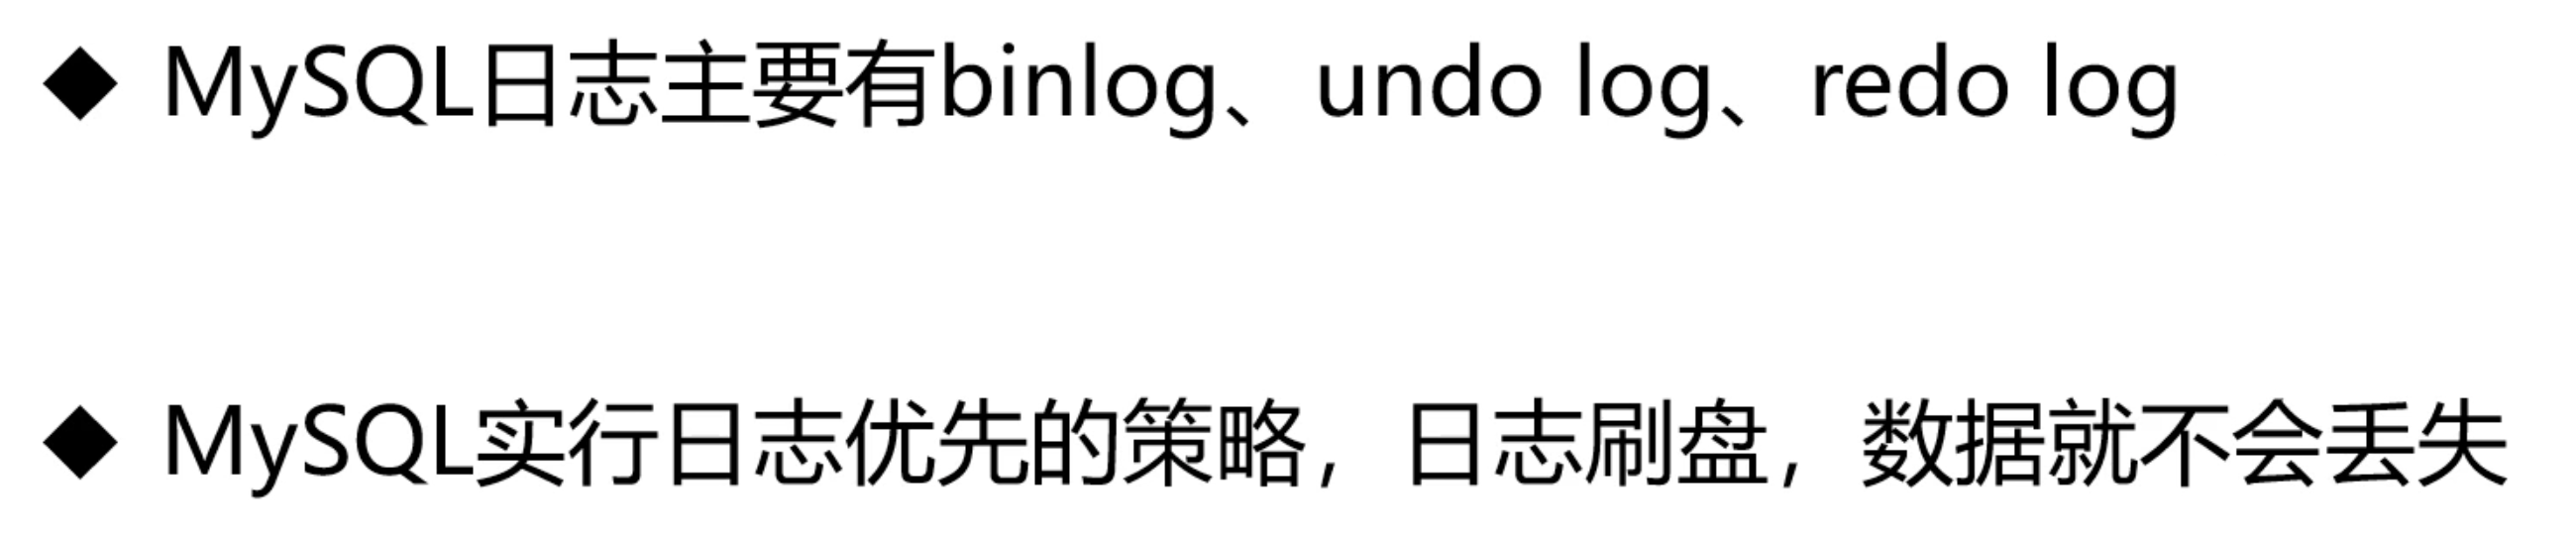 ◆ MySQL日志主要有binlog、undo log、redo log
◆ MySQL实行日志优先的策略，日志刷盘，数据就不会丢失